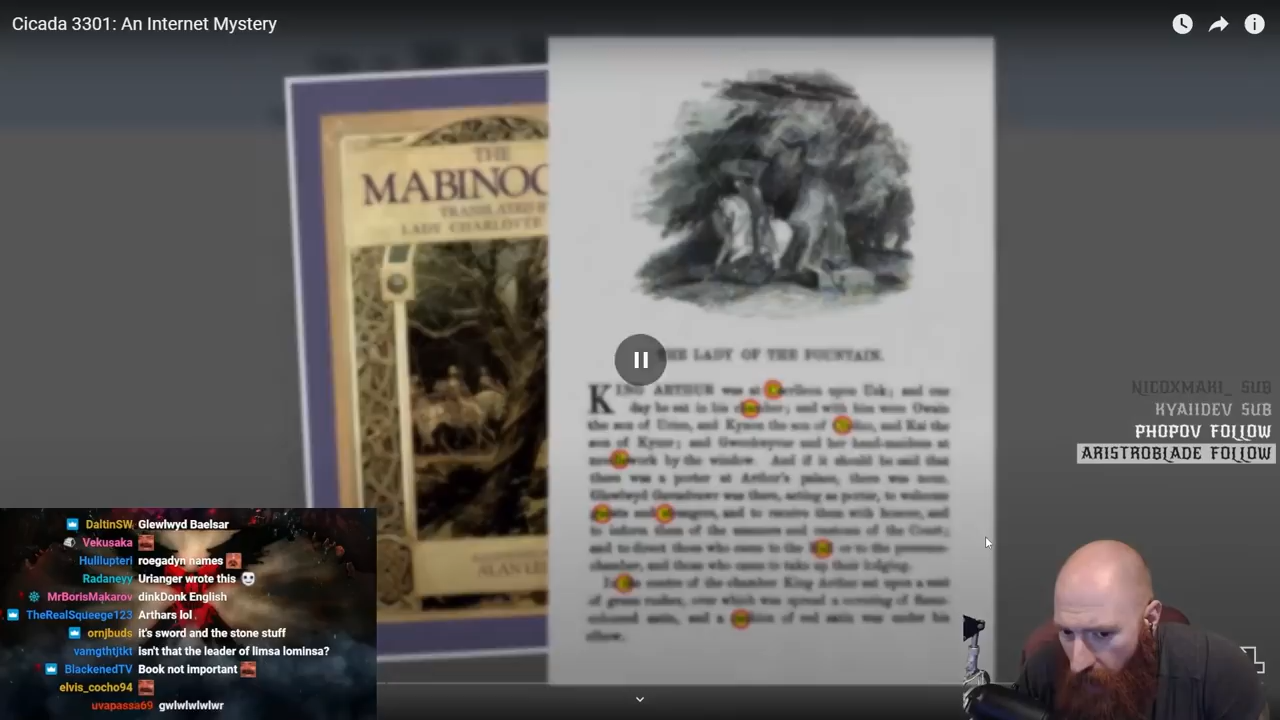 Cicada 3301: An Internet Mystery
THE
MABINOG
TRANSLATED B
LADY CHARLOTTE
ALAN LE
THE LADY OF THE FOUNTAIN.
KING ARTHUR was at Caerlleon upon Usk; and one
day he sat in his chamber; and with him were Owain
the son of Urien, and Kynon the son of Clydno, and Kai the
son of Kyner; and Gwenhwyvar and her hand-maidens at
needlework by the window. And if it should be said that
there was a porter at Arthur's palace, there was none.
Glewlwyd Gavaelvawr was there, acting as porter, to welcome
guests and strangers, and to receive them with honour, and
to inform them of the manners and customs of the Court;
and to direct those who came to the Hall or to the presence-
chamber, and those who came to take up their lodging.
In the centre of the chamber King Arthur sat upon a seat
of green rushes, over which was spread a covering of flame-
coloured satin, and a cushion of red satin was under his
elbow.
NICOXMAHI_ SUB
KYAIIDEV SUB
PHOPOV FOLLOW
ARISTROBLADE FOLLOW
DaltinSW Glewlwyd Baelsar
Vekusaka
Hullluptерl roegadyn names
Radaneyy Urianger wrote this
MrBorisMakarov dinkDonk English
TheRealSqueege123 Arthars lol
ornjbuds it's sword and the stone stuff
vamgthtjtkt isn't that the leader of limsa lominsa?
BlackenedTV Book not important
elvis_cocho94
uvapassa69 gwlwlwlwlwr